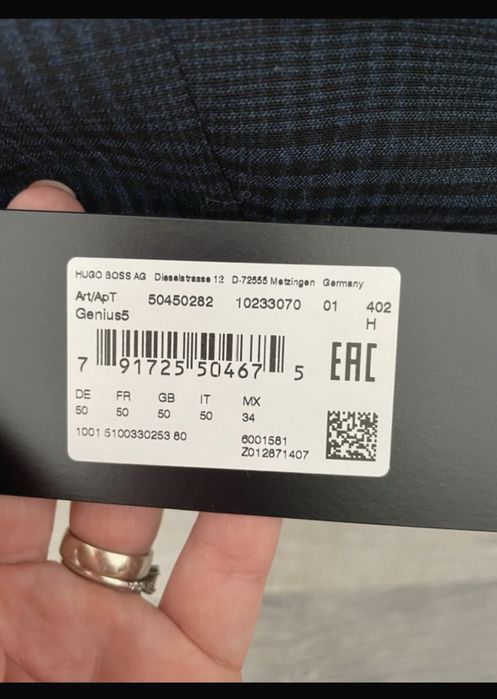 HUGO BOSS AG Dieselstrasse 12 D-72555 Metzingen Germany
Art/ApT 50450282 10233070 01 402
Genius5 H
7 91725 50467 5
EAC
DE FR GB IT MX
50 50 50 50 34
1001 5100330253 80 6001581
Z012871407